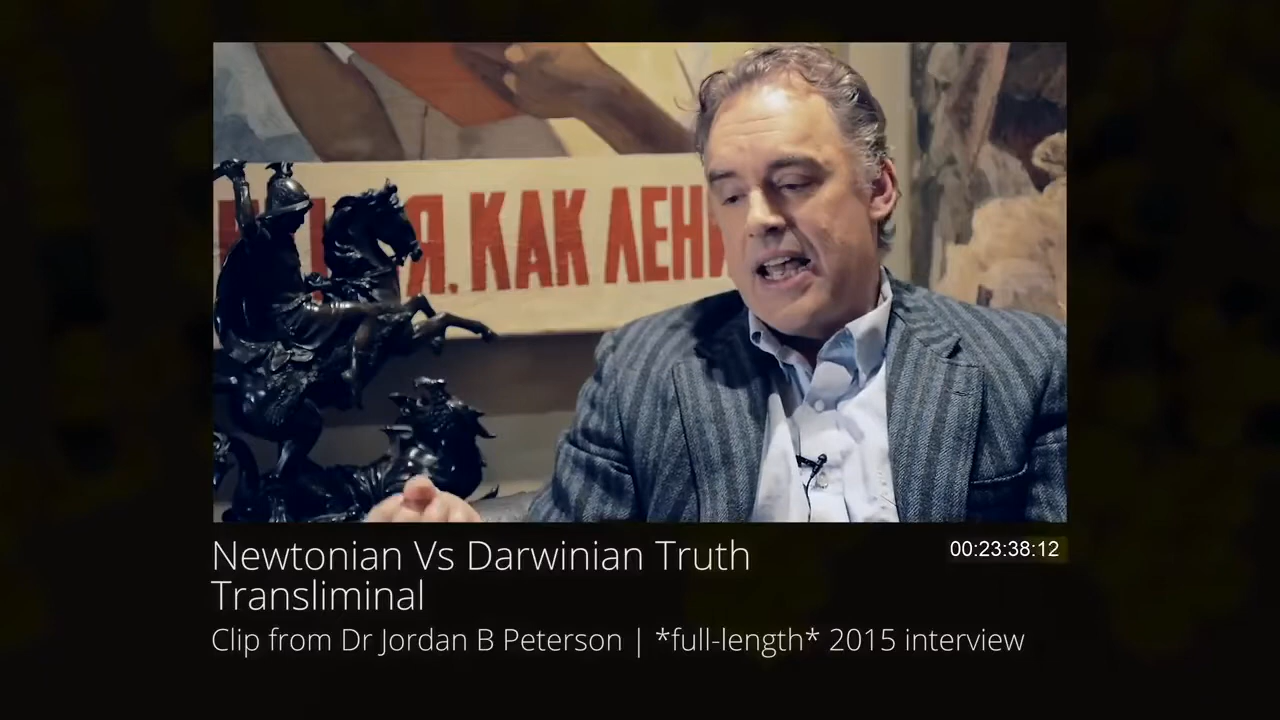 Я. КАК ЛЕН
Newtonian Vs Darwinian Truth
00:23:38:12
Transliminal
Clip from Dr Jordan B Peterson | *full-length* 2015 interview